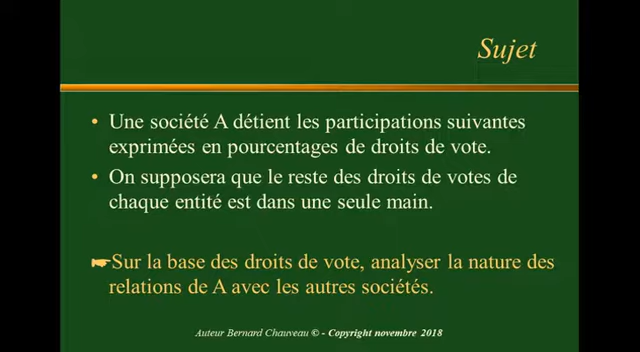 Sujet
• Une société A détient les participations suivantes
exprimées en pourcentages de droits de vote.
• On supposera que le reste des droits de votes de
chaque entité est dans une seule main.
☛Sur la base des droits de vote, analyser la nature des
relations de A avec les autres sociétés.
Auteur Bernard Chauveau © - Copyright novembre 2018